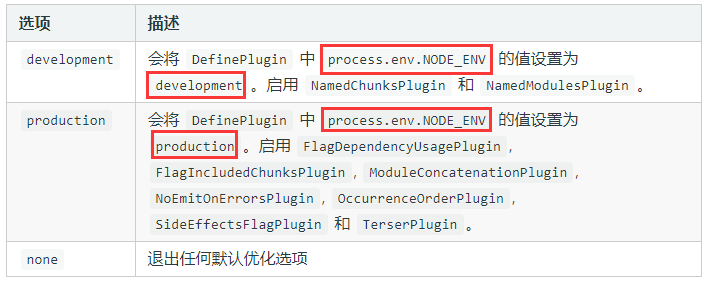 选项 描述
development 会将 DefinePlugin 中 process.env.NODE_ENV 的值设置为
development 。启用 NamedChunksPlugin 和 NamedModulesPlugin 。
production 会将 DefinePlugin 中 process.env.NODE_ENV 的值设置为
production 。启用 FlagDependencyUsagePlugin ,
FlagIncludedChunksPlugin , ModuleConcatenationPlugin ,
NoEmitOnErrorsPlugin , OccurrenceOrderPlugin ,
SideEffectsFlagPlugin 和 TerserPlugin 。
none 退出任何默认优化选项